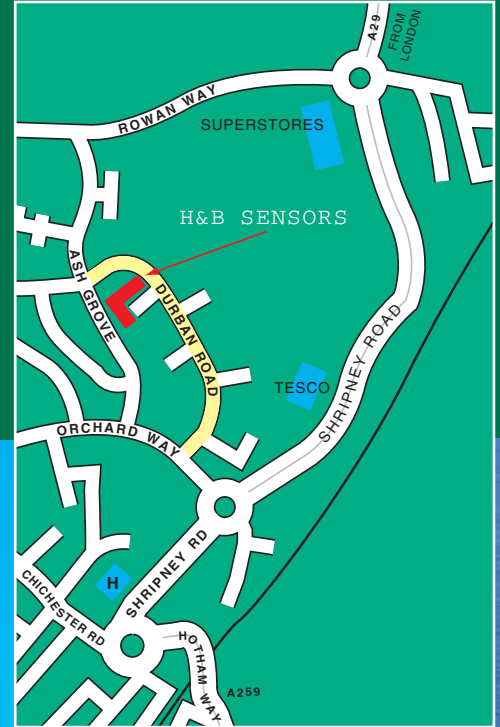 A29
FROM
LONDON
ROWAN WAY
SUPERSTORES
H&B SENSORS
ASH GROVE
DURBAN ROAD
SHRIPNEY ROAD
TESCO
ORCHARD WAY
SHRIPNEY RD
H
CHICHESTER RD
HOTHAM WAY
A259